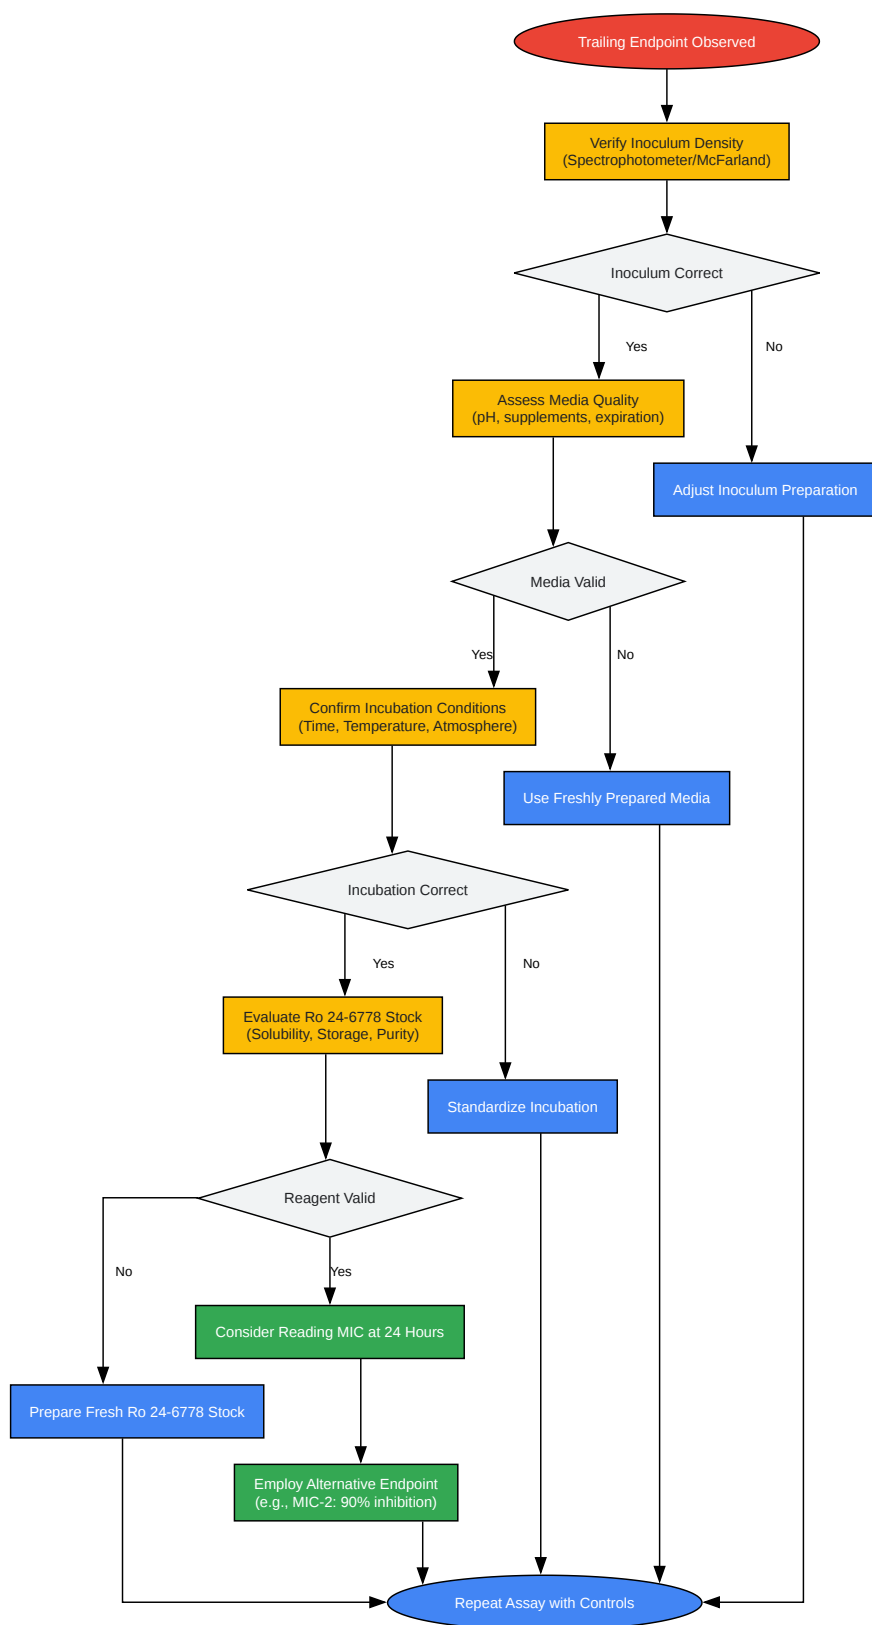 Trailing Endpoint Observed
Verify Inoculum Density
(Spectrophotometer/McFarland)
Inoculum Correct
Yes
No
Assess Media Quality
(pH, supplements, expiration)
Adjust Inoculum Preparation
Media Valid
Yes
No
Confirm Incubation Conditions
(Time, Temperature, Atmosphere)
Use Freshly Prepared Media
Incubation Correct
Yes
No
Evaluate Ro 24-6778 Stock
(Solubility, Storage, Purity)
Standardize Incubation
Reagent Valid
No
Yes
Consider Reading MIC at 24 Hours
Prepare Fresh Ro 24-6778 Stock
Employ Alternative Endpoint
(e.g., MIC-2: 90% inhibition)
Repeat Assay with Controls